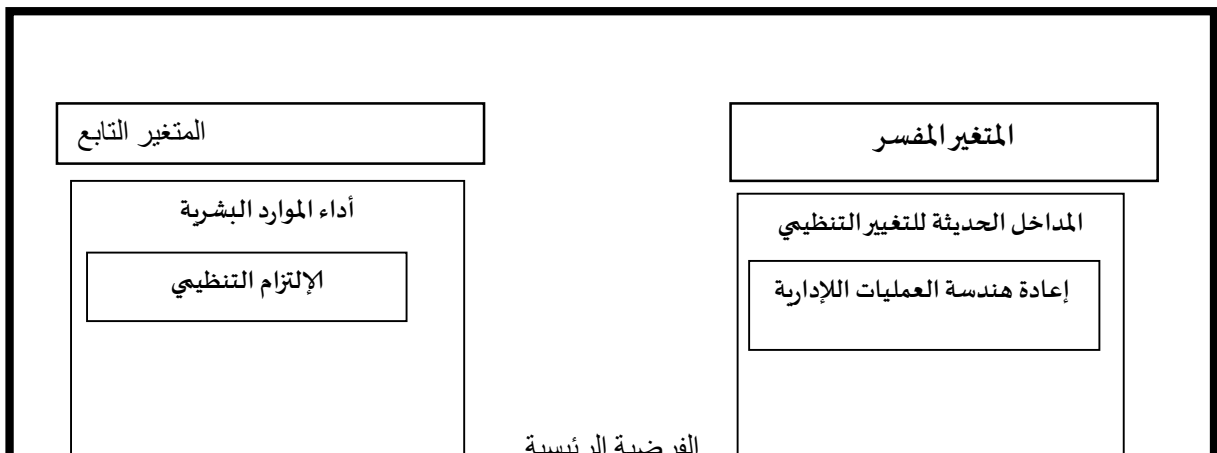 المتغير المفسر
المتغير التابع
المداخل الحديثة للتغيير التنظيمي
أداء الموارد البشرية
إعادة هندسة العمليات اللإدارية
الإلتزام التنظيمي
الفرضية الرئيسية